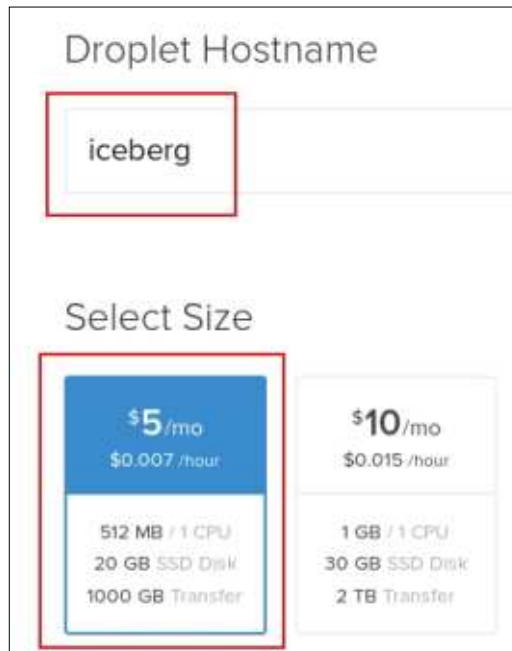 Droplet Hostname
iceberg
Select Size
$5/mo
$0.007 /hour
512 MB / 1 CPU
20 GB SSD Disk
1000 GB Transfer
$10/mo
$0.015 /hour
1 GB / 1 CPU
30 GB SSD Disk
2 TB Transfer